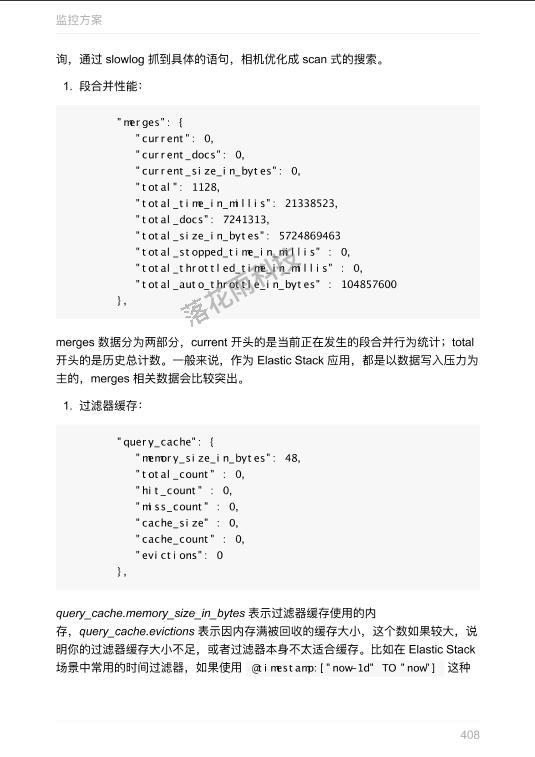 监控方案
询，通过 slowlog 抓到具体的语句，相机优化成 scan 式的搜索。
1. 段合并性能：
"merges": {
"current": 0,
"current_docs": 0,
"current_size_in_bytes": 0,
"total": 1128,
"total_time_in_millis": 21338523,
"total_docs": 7241313,
"total_size_in_bytes": 5724869463
"total_stopped_time_in_millis" : 0,
"total_throttled_time_in_millis" : 0,
"total_auto_throttle_in_bytes" : 104857600
},
落花雨科技
merges 数据分为两部分，current 开头的是当前正在发生的段合并行为统计；total
开头的是历史总计数。一般来说，作为 Elastic Stack 应用，都是以数据写入压力为
主的，merges 相关数据会比较突出。
1. 过滤器缓存：
"query_cache": {
"memory_size_in_bytes": 48,
"total_count" : 0,
"hit_count" : 0,
"miss_count" : 0,
"cache_size" : 0,
"cache_count" : 0,
"evictions": 0
},
query_cache.memory_size_in_bytes 表示过滤器缓存使用的内
存，query_cache.evictions 表示因内存满被回收的缓存大小，这个数如果较大，说
明你的过滤器缓存大小不足，或者过滤器本身不太适合缓存。比如在 Elastic Stack
场景中常用的时间过滤器，如果使用 @timestamp:["now-1d" TO "now"] 这种
408